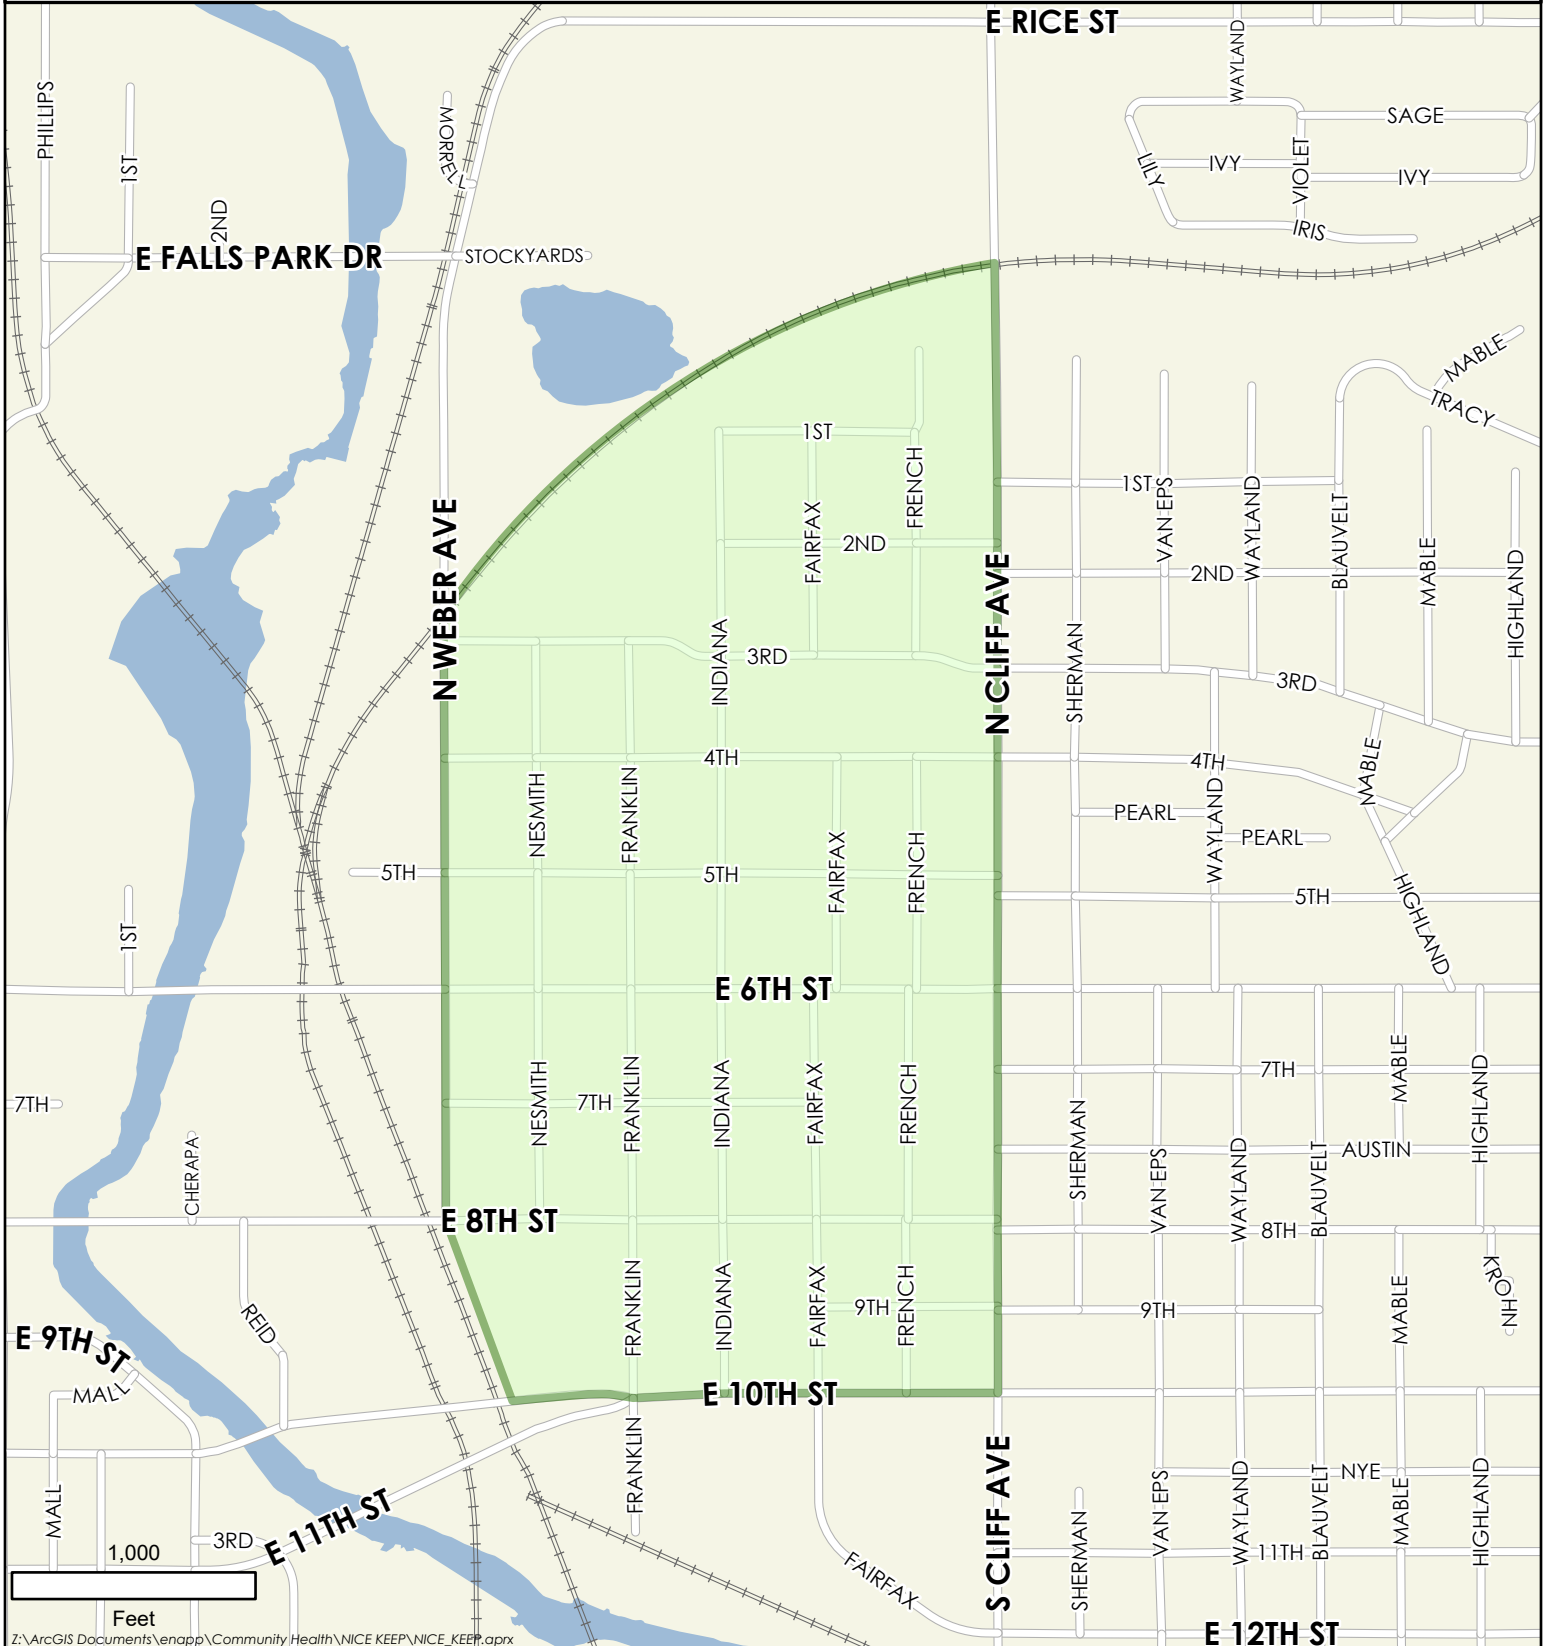 E RICE ST
WAYLAND
PHILLIPS
1ST
MORRELL
SAGE
LILY
IVY
VIOLET
IVY
2ND
IRIS
E FALLS PARK DR
STOCKYARDS
MABLE
TRACY
1ST
FRENCH
1ST
VAN EPS
WAYLAND
BLAUVELT
N WEBER AVE
FAIRFAX
2ND
N CLIFF AVE
2ND
MABLE
HIGHLAND
INDIANA
3RD
SHERMAN
3RD
4TH
4TH
MABLE
NESMITH
FRANKLIN
PEARL
WAYLAND
PEARL
5TH
5TH
FAIRFAX
FRENCH
5TH
HIGHLAND
1ST
E 6TH ST
7TH
NESMITH
7TH
FRANKLIN
INDIANA
FAIRFAX
FRENCH
7TH
MABLE
HIGHLAND
SHERMAN
AUSTIN
CHERAPA
VAN EPS
WAYLAND
BLAUVELT
E 8TH ST
8TH
KROHN
REID
FRANKLIN
INDIANA
FAIRFAX
9TH
FRENCH
9TH
MABLE
E 9TH ST
MALL
E 10TH ST
FRANKLIN
S CLIFF AVE
MALL
NYE
VAN EPS
WAYLAND
BLAUVELT
MABLE
HIGHLAND
3RD
E 11TH ST
SHERMAN
11TH
FAIRFAX
1,000
Feet
E 12TH ST
Z:\ArcGIS Documents\enapp\Community Health\NICE KEEP\NICE_KEEP.aprx